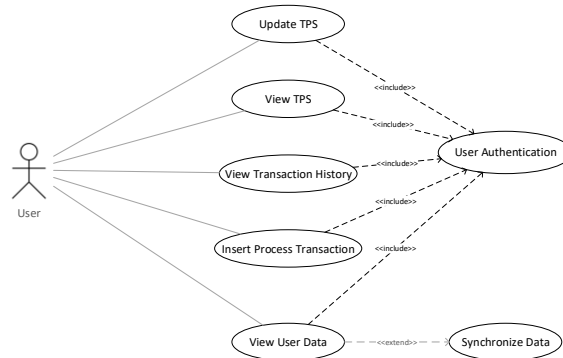 Update TPS
<<include>>
View TPS
<<include>>
User Authentication
<<include>>
View Transaction History
<<include>>
User
Insert Process Transaction
<<include>>
View User Data
<<extend>>
Synchronize Data